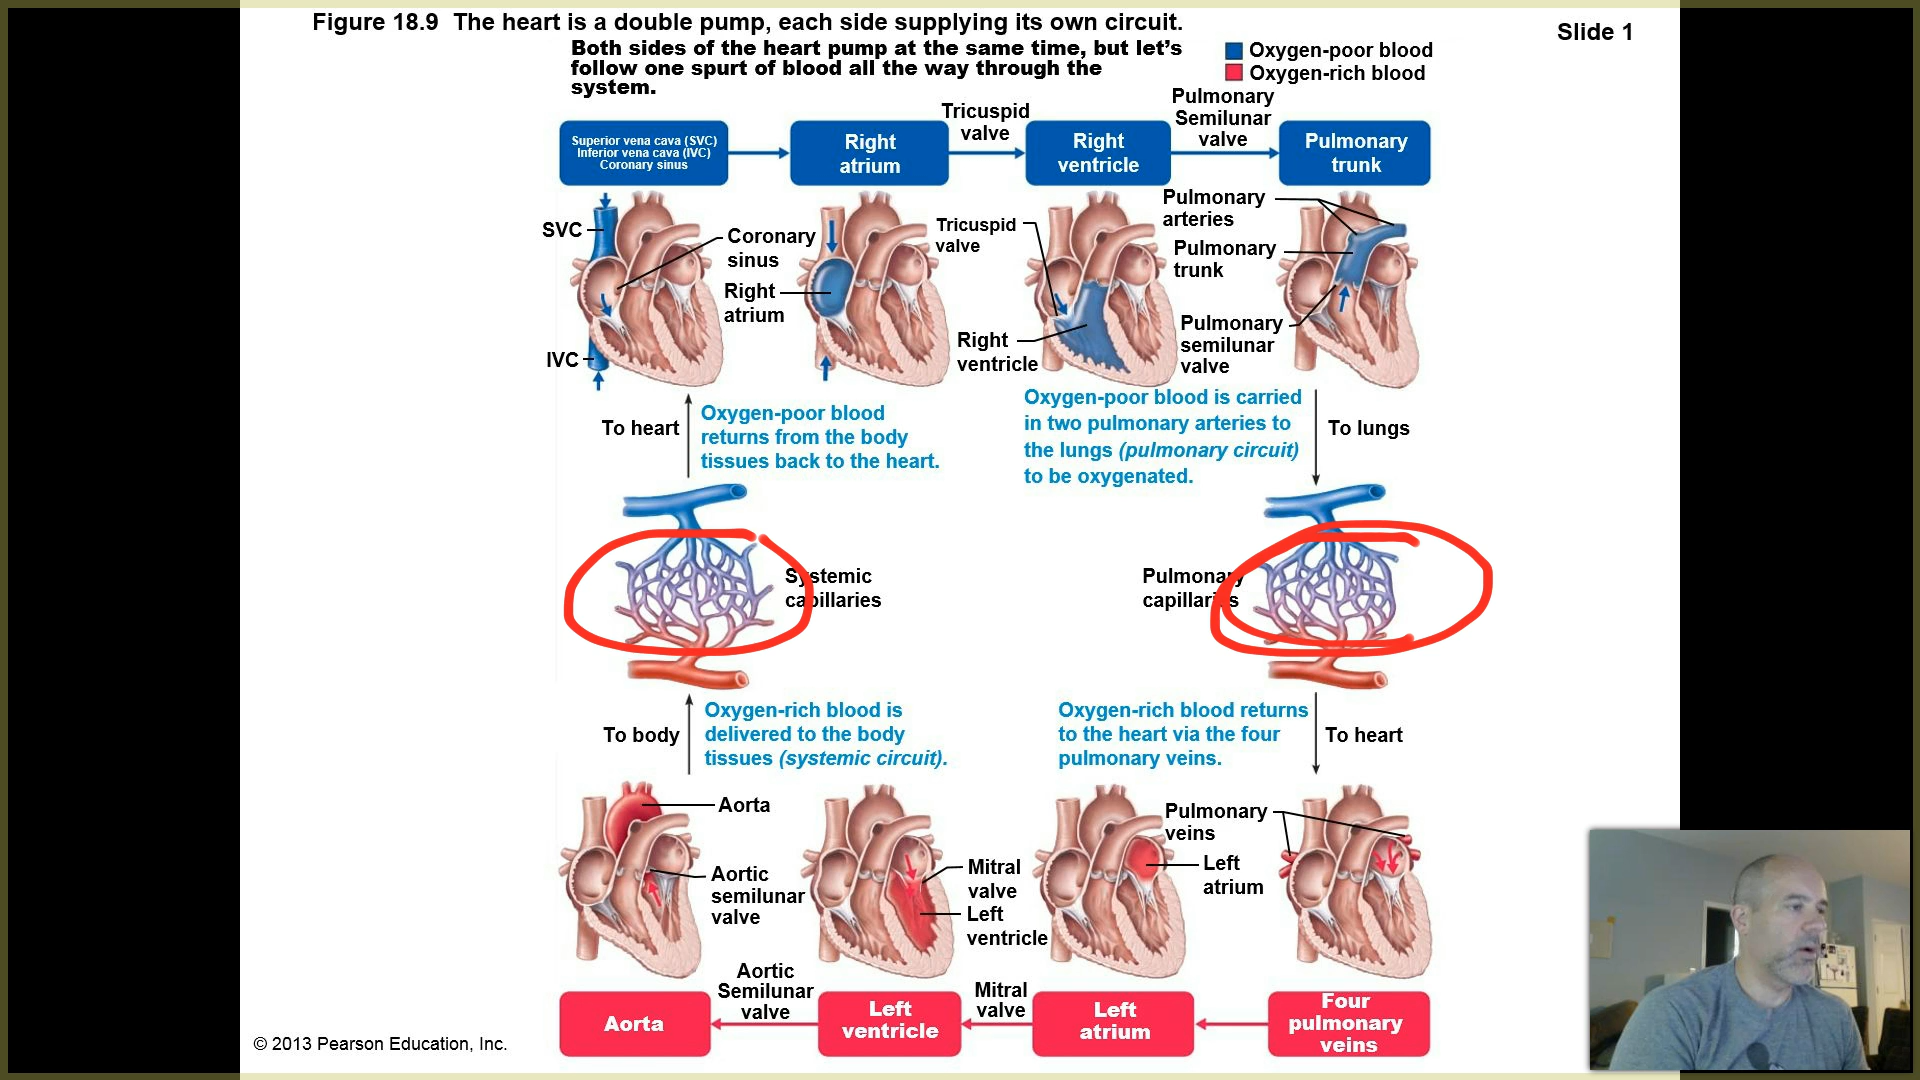 Figure 18.9 The heart is a double pump, each side supplying its own circuit.
Slide 1
Both sides of the heart pump at the same time, but let's
follow one spurt of blood all the way through the
system.
Oxygen-poor blood
Oxygen-rich blood
Superior vena cava (SVC)
Inferior vena cava (IVC)
Coronary sinus
Right
atrium
Tricuspid
valve
Right
ventricle
Pulmonary
Semilunar
valve
Pulmonary
trunk
SVC
IVC
Coronary
sinus
Right
atrium
Tricuspid
valve
Right
ventricle
Pulmonary
arteries
Pulmonary
trunk
Pulmonary
semilunar
valve
To heart
Oxygen-poor blood
returns from the body
tissues back to the heart.
Oxygen-poor blood is carried
in two pulmonary arteries to
the lungs (pulmonary circuit)
to be oxygenated.
To lungs
Systemic
capillaries
Pulmonary
capillaries
To body
Oxygen-rich blood is
delivered to the body
tissues (systemic circuit).
Oxygen-rich blood returns
to the heart via the four
pulmonary veins.
To heart
Aorta
Aortic
semilunar
valve
Mitral
valve
Left
ventricle
Pulmonary
veins
Left
atrium
Aorta
Aortic
Semilunar
valve
Left
ventricle
Mitral
valve
Left
atrium
Four
pulmonary
veins
© 2013 Pearson Education, Inc.